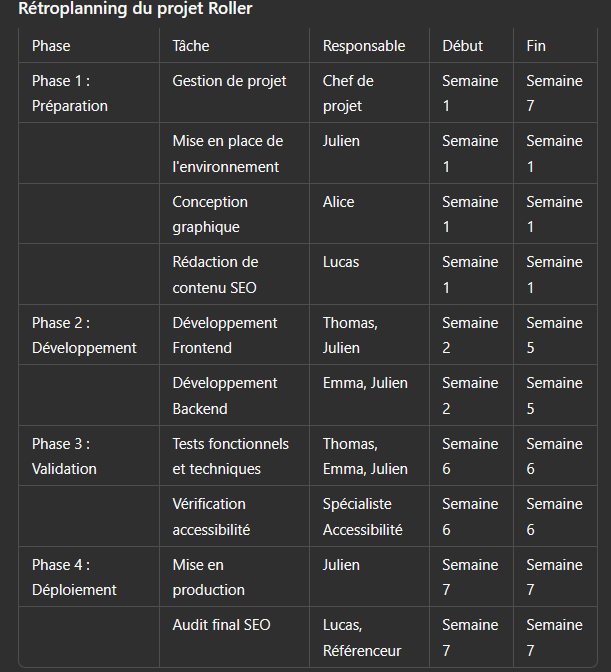 Rétroplanning du projet Roller
Phase Tâche Responsable Début Fin
Phase 1 : Gestion de projet Chef de Semaine Semaine
Préparation projet 1 7
Mise en place de Julien Semaine Semaine
l'environnement 1 1
Conception Alice Semaine Semaine
graphique 1 1
Rédaction de Lucas Semaine Semaine
contenu SEO 1 1
Phase 2 : Développement Thomas, Semaine Semaine
Développement Frontend Julien 2 5
Développement Emma, Julien Semaine Semaine
Backend 2 5
Phase 3 : Tests fonctionnels Thomas, Semaine Semaine
Validation et techniques Emma, Julien 6 6
Vérification Spécialiste Semaine Semaine
accessibilité Accessibilité 6 6
Phase 4 : Mise en Julien Semaine Semaine
Déploiement production 7 7
Audit final SEO Lucas, Semaine Semaine
Référenceur 7 7